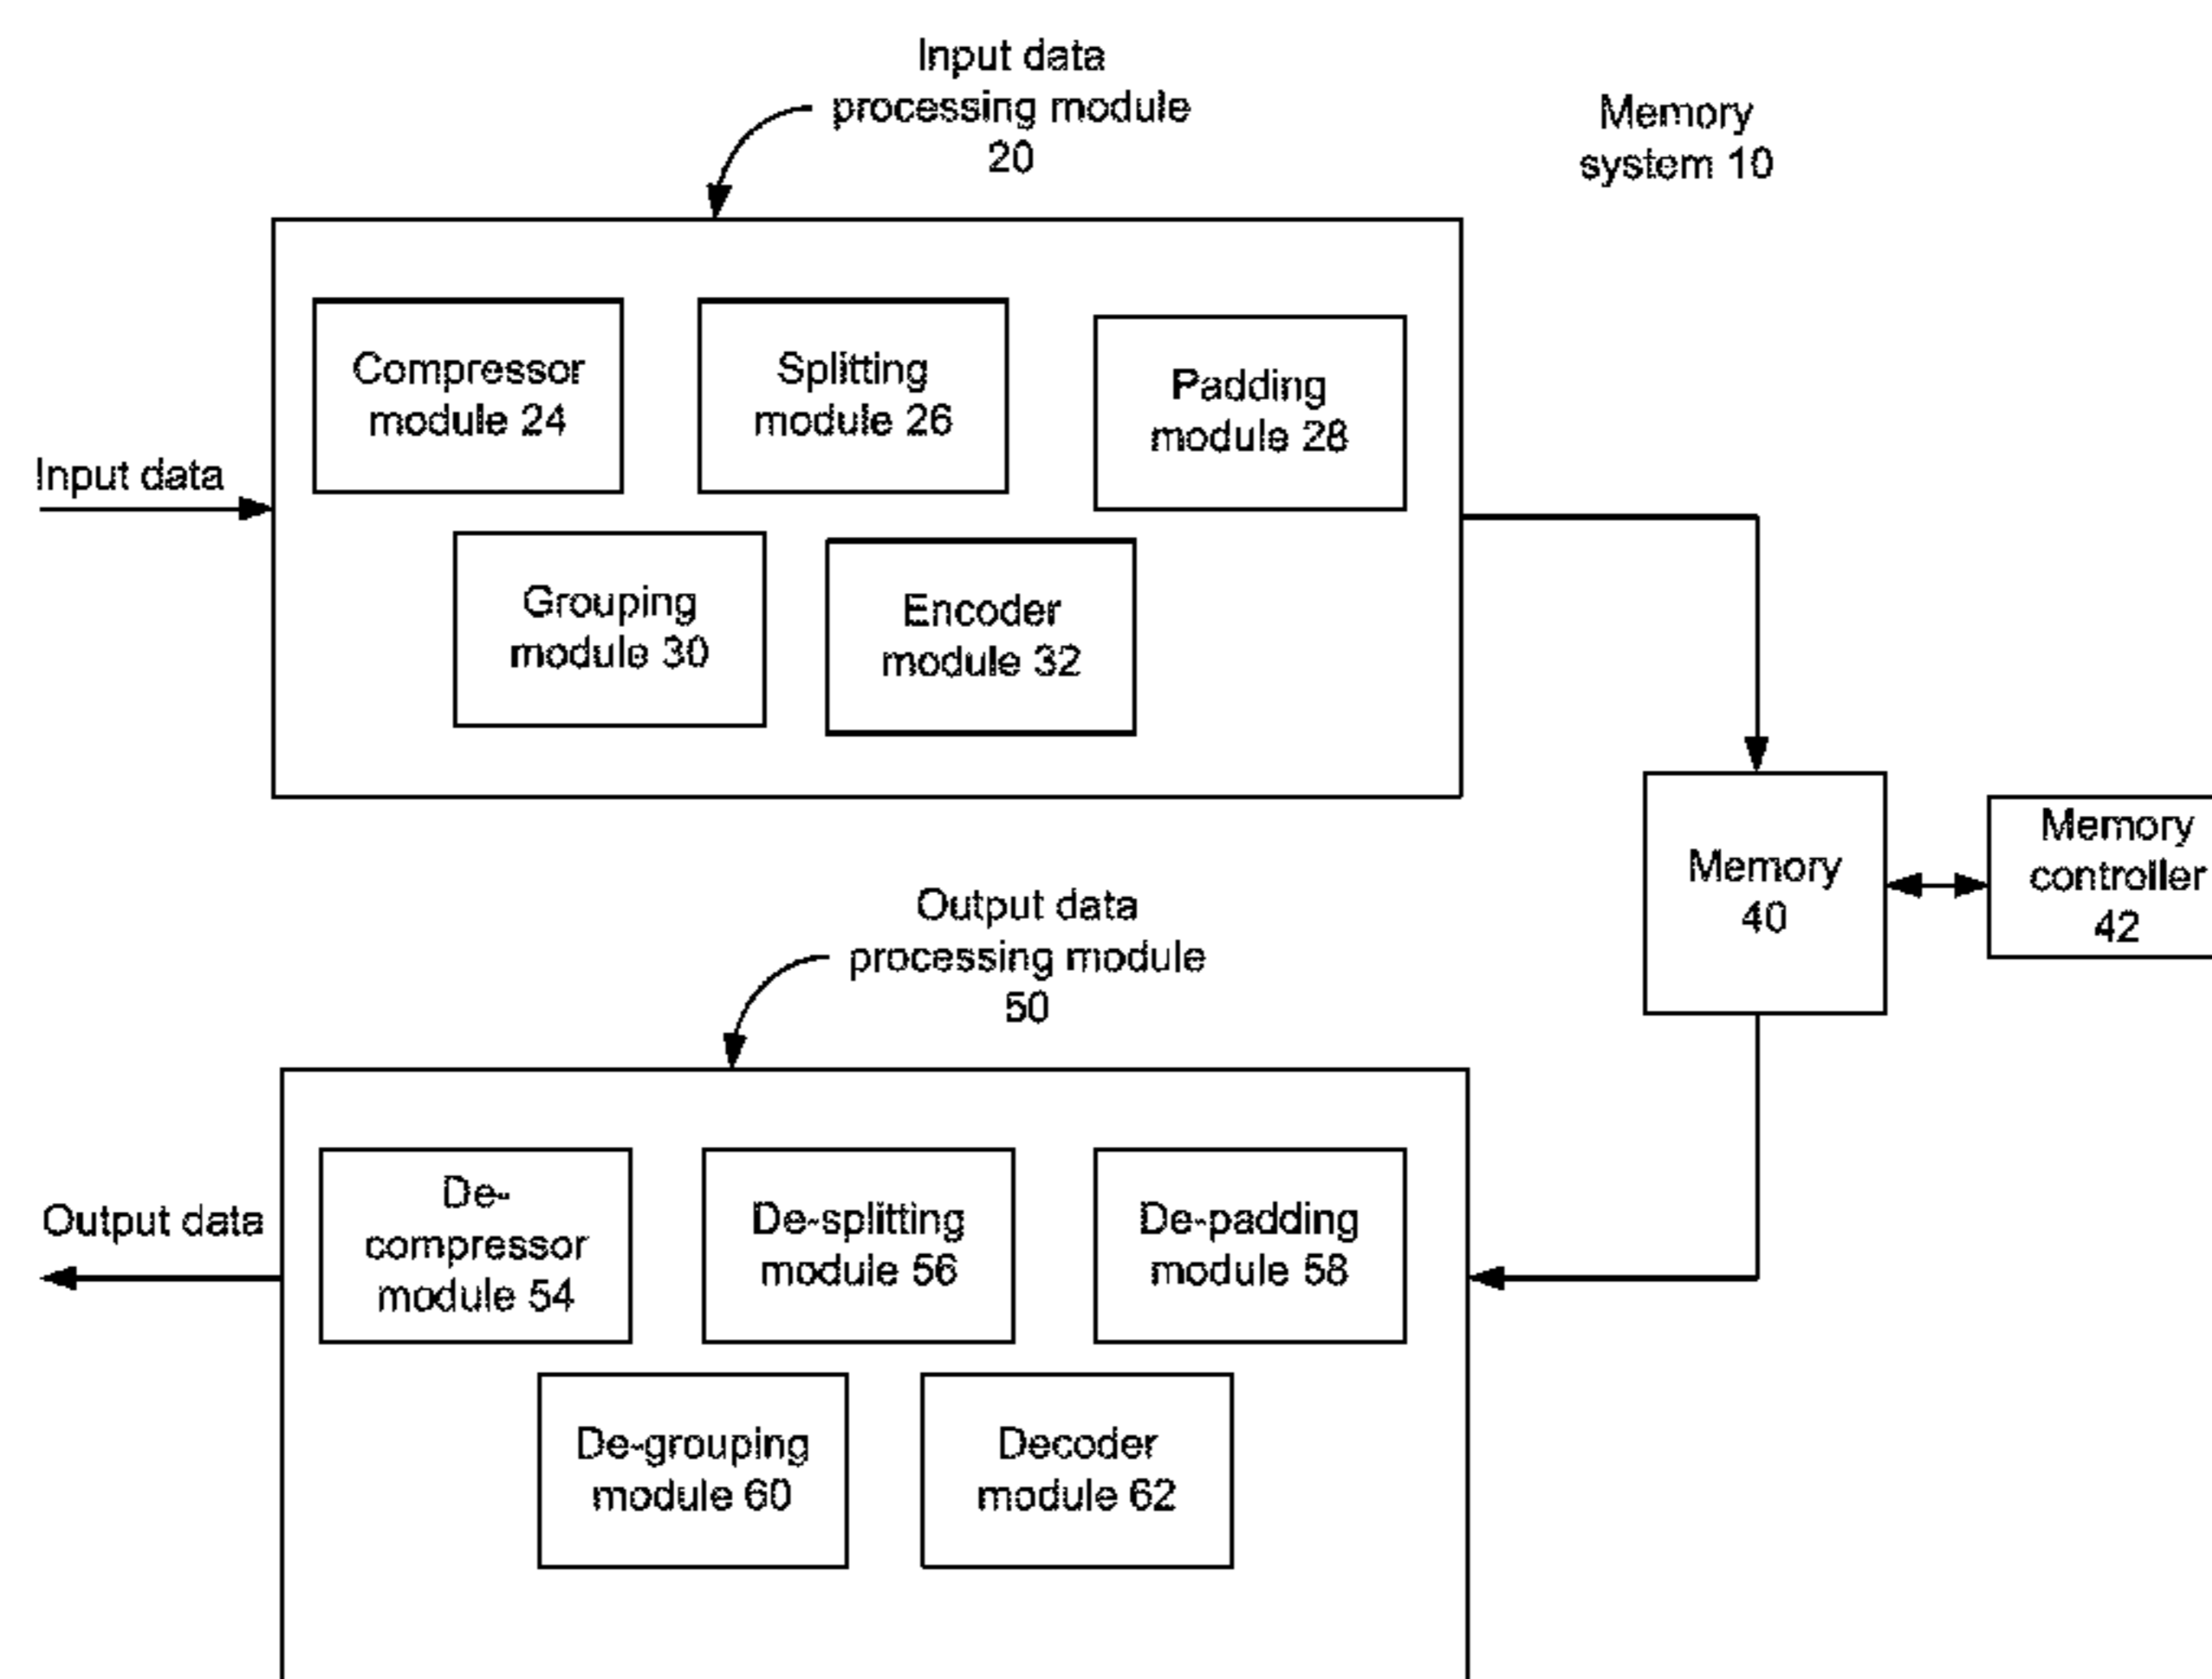 Input data
processing module
20
Memory
system 10
Compressor
module 24
Splitting
module 26
Padding
module 28
Input data
Grouping
module 30
Encoder
module 32
Memory
40
Memory
controller
42
Output data
processing module
50
De-
compressor
module 54
De-splitting
module 56
De-padding
module 58
Output data
De-grouping
module 60
Decoder
module 62